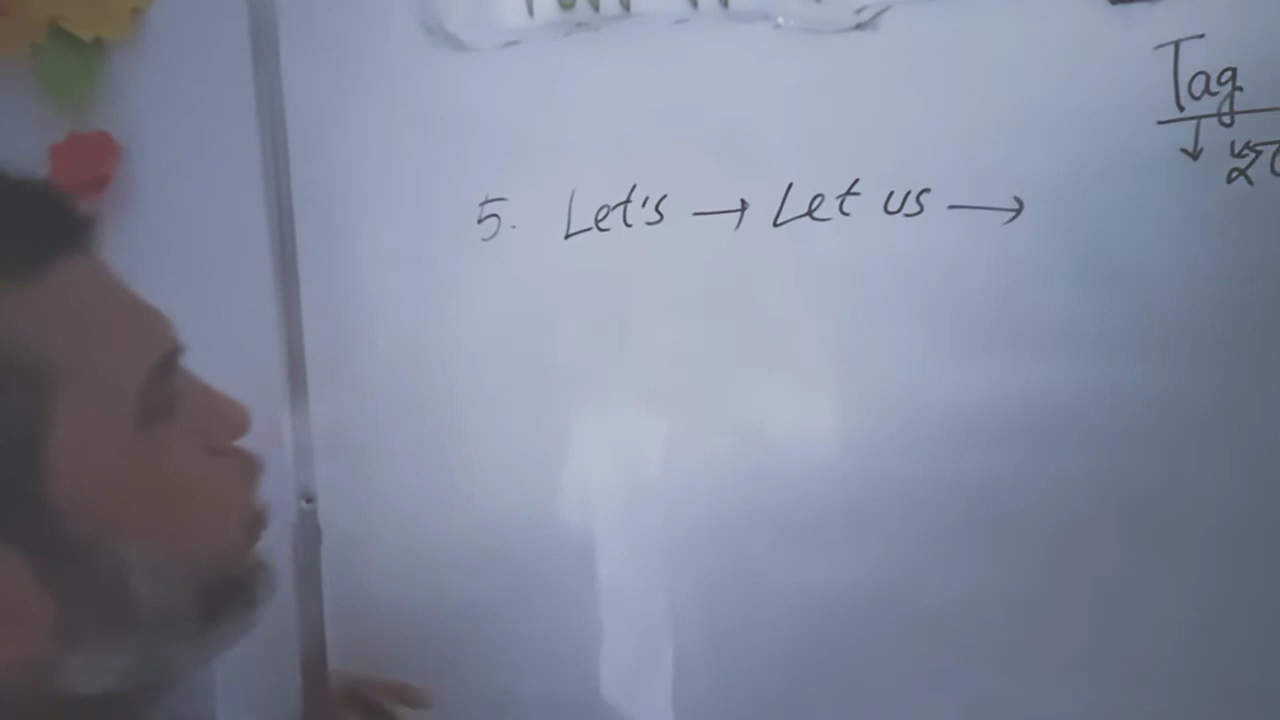 Tag
5. Let's → Let us →